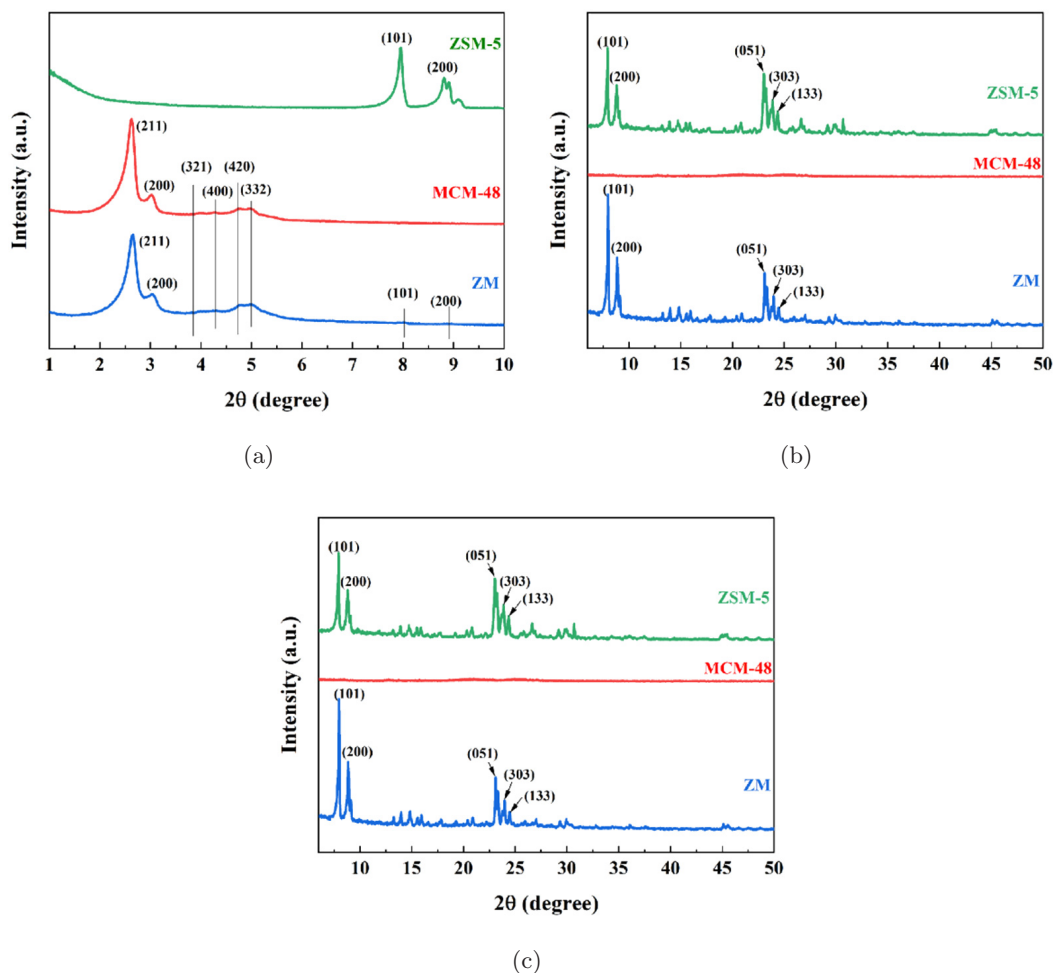 ZSM-5
(101)
(200)
(211)
(200)
(321)
(400)
(420)
(332)
MCM-48
(211)
(200)
(101)
(200)
ZM
Intensity (a.u.)
1 2 3 4 5 6 7 8 9 10
2θ (degree)
(a)
(101)
(200)
(051)
(303)
(133)
ZSM-5
MCM-48
(101)
(200)
(051)
(303)
(133)
ZM
Intensity (a.u.)
10 15 20 25 30 35 40 45 50
2θ (degree)
(b)
(101)
(200)
(051)
(303)
(133)
ZSM-5
MCM-48
(101)
(200)
(051)
(303)
(133)
ZM
Intensity (a.u.)
10 15 20 25 30 35 40 45 50
2θ (degree)
(c)